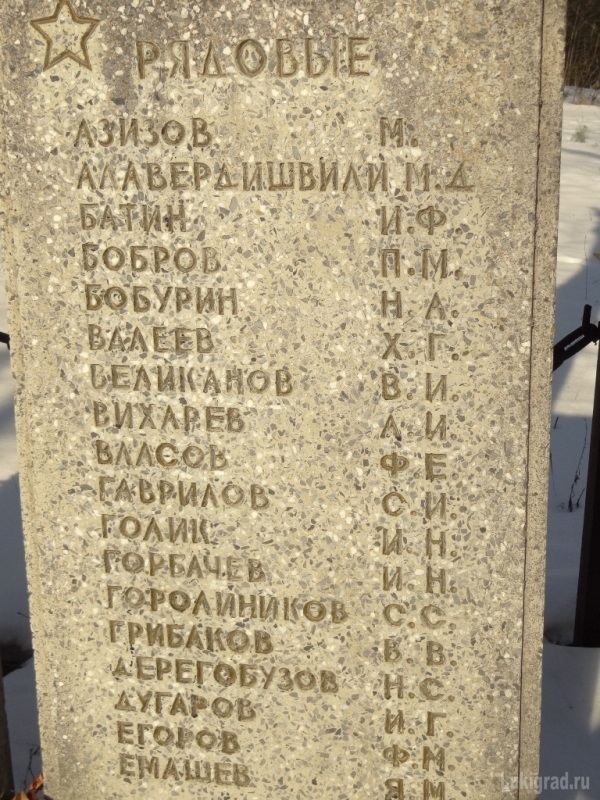 РЯДОВЫЕ
АЗИЗОВ М.
АЛАВЕРДИШВИЛИ М.Д
БАТИН И.Ф.
БОБРОВ П.М.
БОБУРИН Н.А.
ВАЛЕЕВ Х.Г.
ВЕЛИКАНОВ В.И.
ВИХАРЕВ А.И.
ВЛАСОВ Ф.Е
ГАВРИЛОВ С.И.
ГОЛИК И.Н.
ГОРБАЧЕВ И.Н.
ГОРОЛИНИКОВ С.С.
ГРИБАКОВ В.В.
ДЕРЕГОБУЗОВ Н.С.
ДУГАРОВ И.Г.
ЕГОРОВ Ф.М
ЕМАШЕВ Я М
Lakigrad.ru